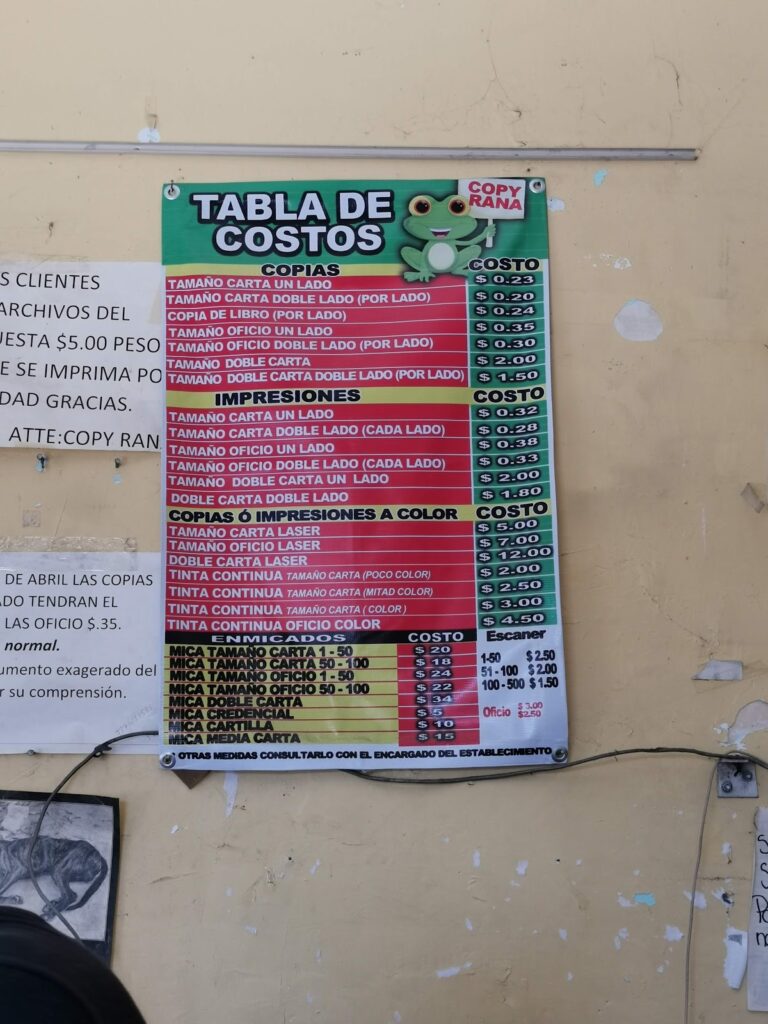 TABLA DE
COSTOS
COPY
RANA
COPIAS COSTO
TAMAÑO CARTA UN LADO $ 0.23
TAMAÑO CARTA DOBLE LADO (POR LADO) $ 0.20
COPIA DE LIBRO (POR LADO) $ 0.24
TAMAÑO OFICIO UN LADO $ 0.35
TAMAÑO OFICIO DOBLE LADO (POR LADO) $ 0.30
TAMAÑO DOBLE CARTA $ 2.00
TAMAÑO DOBLE CARTA DOBLE LADO (POR LADO) $ 1.50
IMPRESIONES COSTO
TAMAÑO CARTA UN LADO $ 0.32
TAMAÑO CARTA DOBLE LADO (CADA LADO) $ 0.28
TAMAÑO OFICIO UN LADO $ 0.38
TAMAÑO OFICIO DOBLE LADO (CADA LADO) $ 0.33
TAMAÑO DOBLE CARTA UN LADO $ 2.00
DOBLE CARTA DOBLE LADO $ 1.80
COPIAS Ó IMPRESIONES A COLOR COSTO
TAMAÑO CARTA LASER $ 5.00
TAMAÑO OFICIO LASER $ 7.00
DOBLE CARTA LASER $ 12.00
TINTA CONTINUA TAMAÑO CARTA (POCO COLOR) $ 2.00
TINTA CONTINUA TAMAÑO CARTA (MITAD COLOR) $ 2.50
TINTA CONTINUA TAMAÑO CARTA ( COLOR ) $ 3.00
TINTA CONTINUA OFICIO COLOR $ 4.50
ENMICADOS COSTO
MICA TAMAÑO CARTA 1 - 50 $ 20
MICA TAMAÑO CARTA 50 - 100 $ 18
MICA TAMAÑO OFICIO 1 - 50 $ 24
MICA TAMAÑO OFICIO 50 - 100 $ 22
MICA DOBLE CARTA $ 34
MICA CREDENCIAL $ 5
MICA CARTILLA $ 10
MICA MEDIA CARTA $ 15
Escaner
1-50 $ 2.50
51 - 100 $ 2.00
100 - 500 $ 1.50
Oficio $ 3.00
$2.50
OTRAS MEDIDAS CONSULTARLO CON EL ENCARGADO DEL ESTABLECIMIENTO
S CLIENTES
ARCHIVOS DEL
UESTA $5.00 PESO
E SE IMPRIMA PO
DAD GRACIAS.
ATTE:COPY RAN
DE ABRIL LAS COPIAS
ADO TENDRAN EL
LAS OFICIO $.35.
normal.
umento exagerado del
r su comprensión.